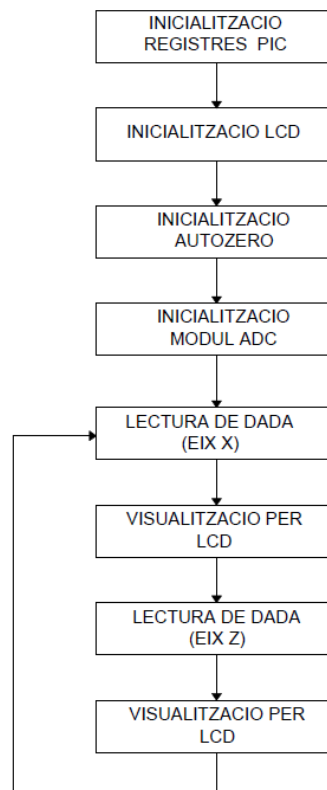 INICIALITZACIO
REGISTRES PIC
INICIALITZACIO LCD
INICIALITZACIO
AUTOZERO
INICIALITZACIO
MODUL ADC
LECTURA DE DADA
(EIX X)
VISUALITZACIO PER
LCD
LECTURA DE DADA
(EIX Z)
VISUALITZACIO PER
LCD